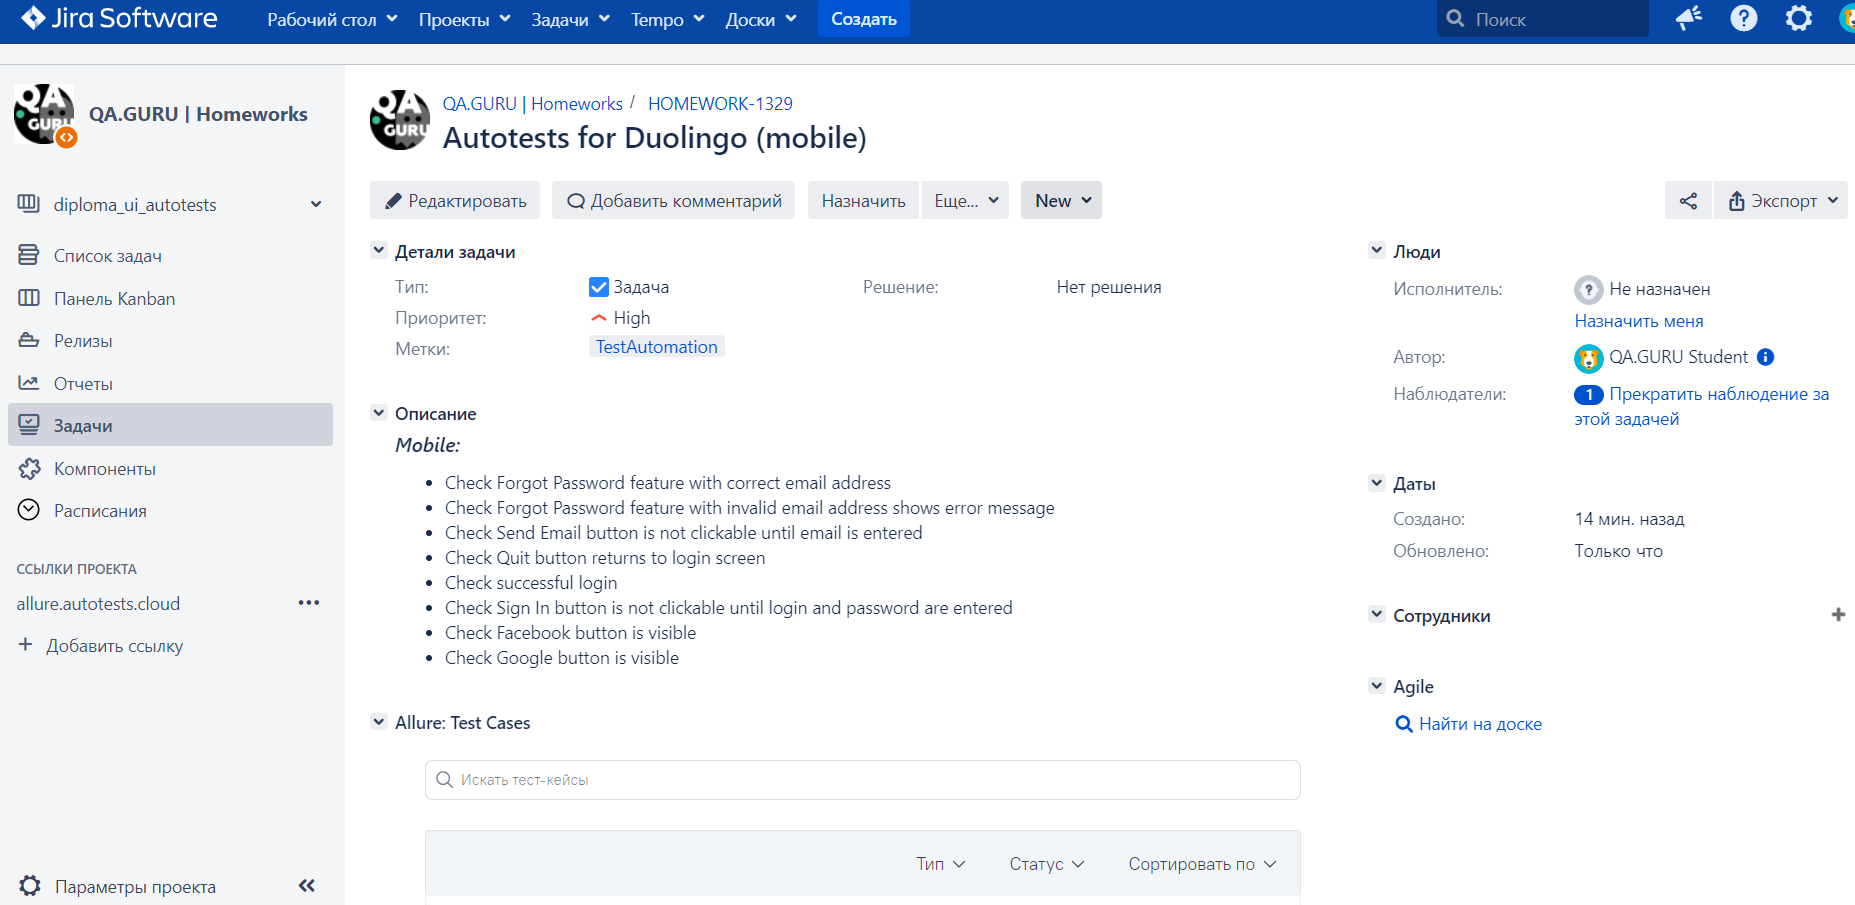 Jira Software
Рабочий стол
Проекты
Задачи
Tempo
Доски
Создать
Поиск
QA GURU
QA.GURU | Homeworks
diploma_ui_autotests
Список задач
Панель Kanban
Релизы
Отчеты
Задачи
Компоненты
Расписания
ССЫЛКИ ПРОЕКТА
allure.autotests.cloud
Добавить ссылку
Параметры проекта
QA GURU
QA.GURU | Homeworks / HOMEWORK-1329
Autotests for Duolingo (mobile)
Редактировать
Добавить комментарий
Назначить
Еще...
New
Экспорт
Детали задачи
Тип: Задача
Приоритет: High
Метки: TestAutomation
Решение: Нет решения
Описание
Mobile:
• Check Forgot Password feature with correct email address
• Check Forgot Password feature with invalid email address shows error message
• Check Send Email button is not clickable until email is entered
• Check Quit button returns to login screen
• Check successful login
• Check Sign In button is not clickable until login and password are entered
• Check Facebook button is visible
• Check Google button is visible
Allure: Test Cases
Искать тест-кейсы
Тип
Статус
Сортировать по
Люди
Исполнитель: Не назначен
Назначить меня
Автор: QA.GURU Student
Наблюдатели: 1 Прекратить наблюдение за
этой задачей
Даты
Создано: 14 мин. назад
Обновлено: Только что
Сотрудники
Agile
Найти на доске